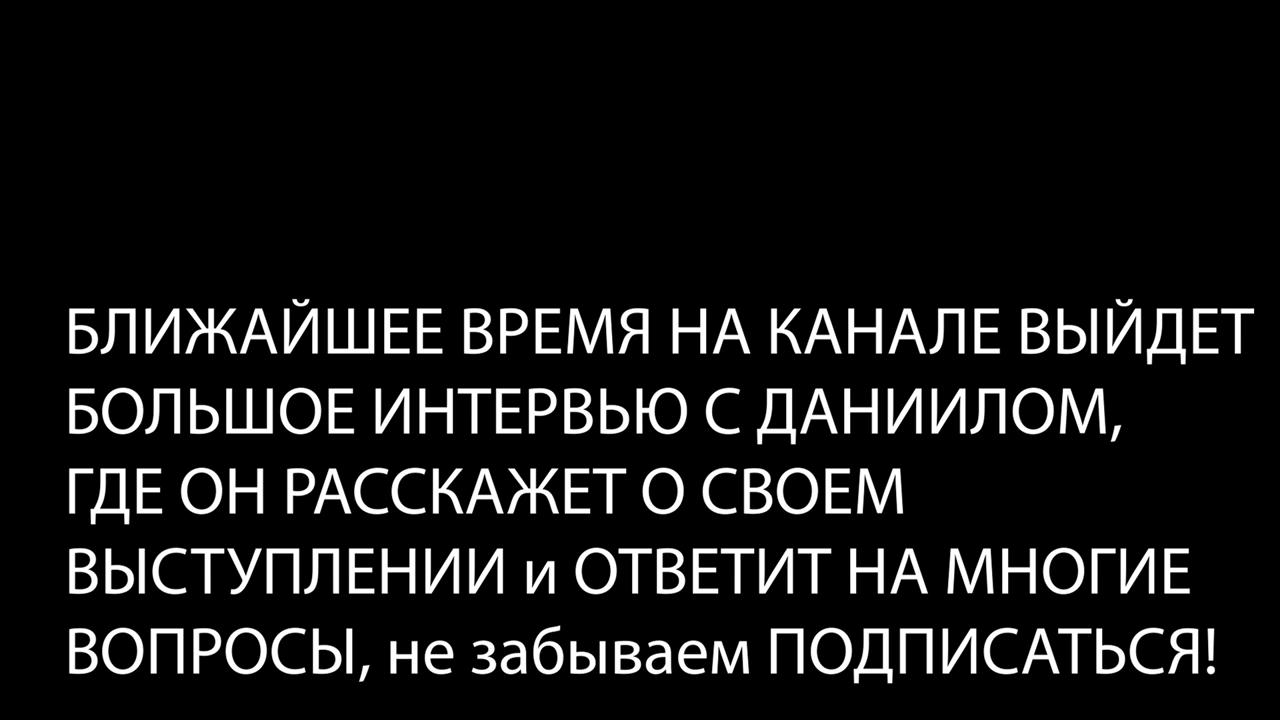 БЛИЖАЙШЕЕ ВРЕМЯ НА КАНАЛЕ ВЫЙДЕТ
БОЛЬШОЕ ИНТЕРВЬЮ С ДАНИИЛОМ,
ГДЕ ОН РАССКАЖЕТ О СВОЕМ
ВЫСТУПЛЕНИИ и ОТВЕТИТ НА МНОГИЕ
ВОПРОСЫ, не забываем ПОДПИСАТЬСЯ!